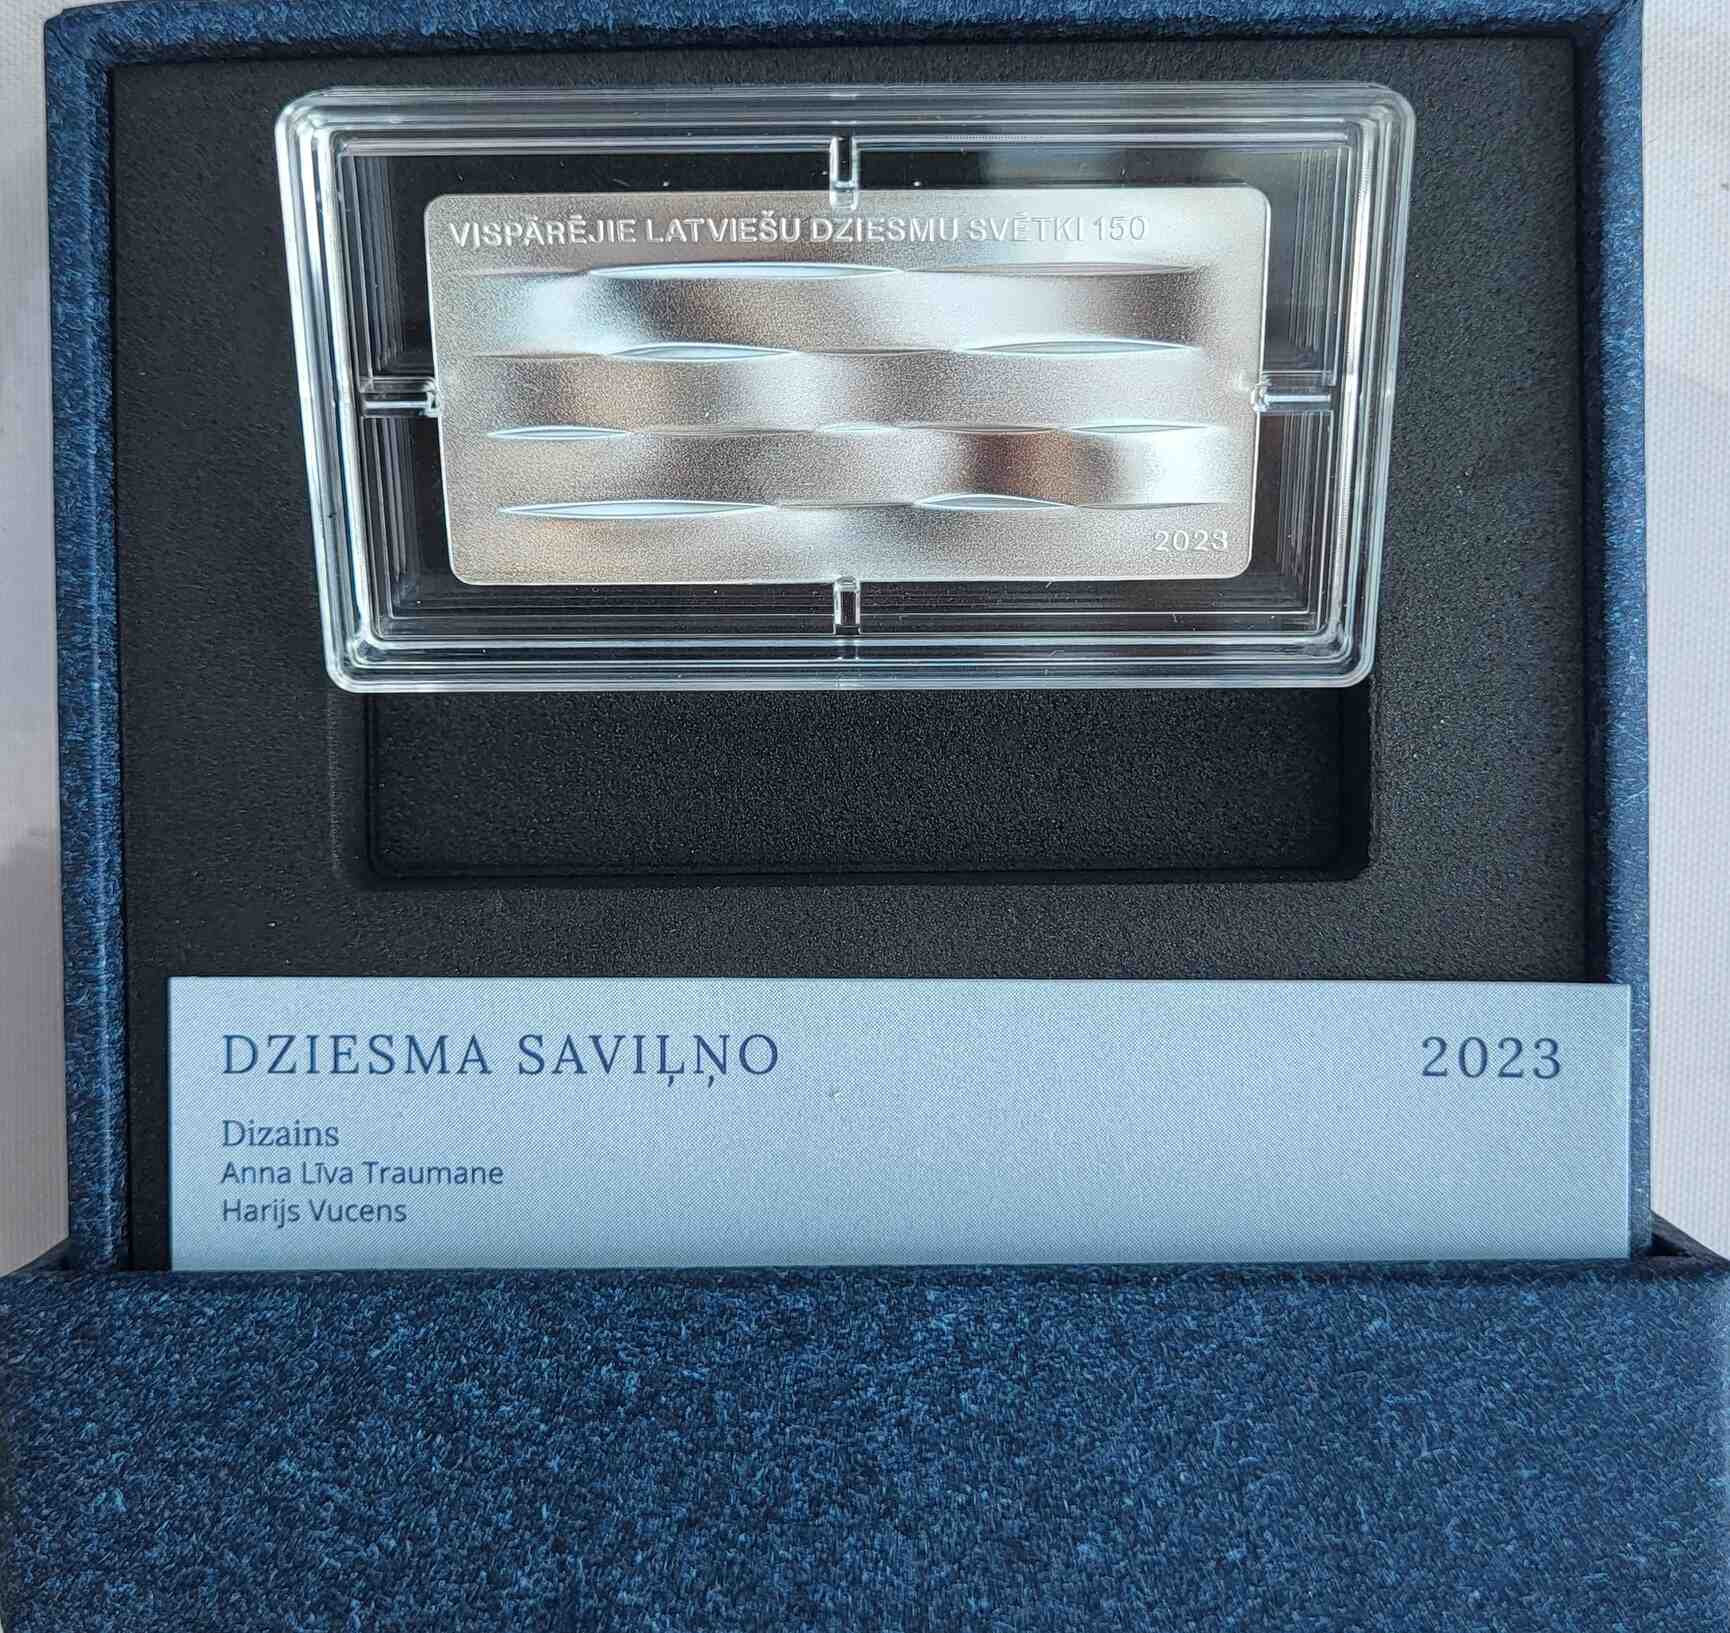 VISPĀRĒJIE LATVIEŠU DZIESMU SVĒTKI 150
2023
DZIESMA SAVIĻŅO 2023
Dizains
Anna Līva Traumane
Harijs Vucens